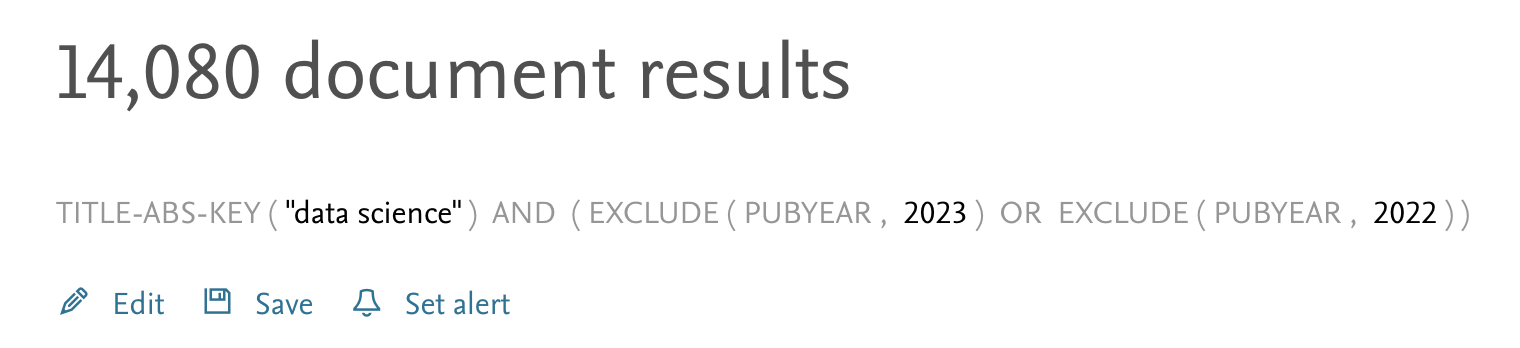 14,080 document results
TITLE-ABS-KEY ( "data science" ) AND ( EXCLUDE ( PUBYEAR , 2023 ) OR EXCLUDE ( PUBYEAR , 2022 ) )
Edit Save Set alert